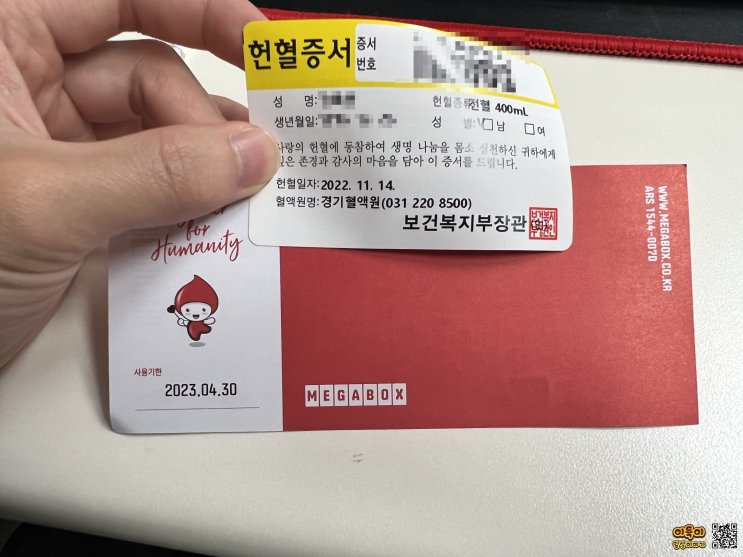 헌혈증서
증서
번호
성 명:
헌혈종류:전혈 400mL
생년월일:
성 별: 남 여
사랑의 헌혈에 동참하여 생명 나눔을 몸소 실천하신 귀하에게
깊은 존경과 감사의 마음을 담아 이 증서를 드립니다.
헌혈일자:2022. 11. 14.
혈액원명:경기혈액원(031 220 8500)
보건복지부장관 (인)
for
Humanity
사용기한
2023.04.30
MEGABOX
WWW.MEGABOX.CO.KR
ARS 1544-0070